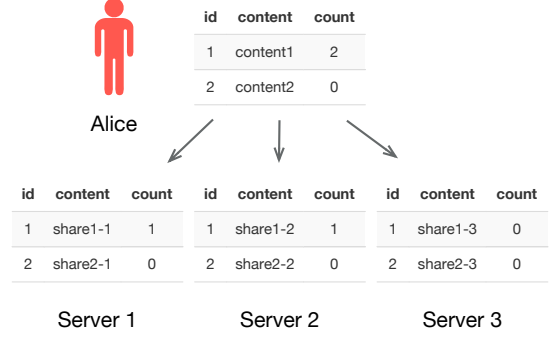 id content count
1 content1 2
2 content2 0
Alice
id content count id content count id content count
1 share1-1 1 1 share1-2 1 1 share1-3 0
2 share2-1 0 2 share2-2 0 2 share2-3 0
Server 1 Server 2 Server 3